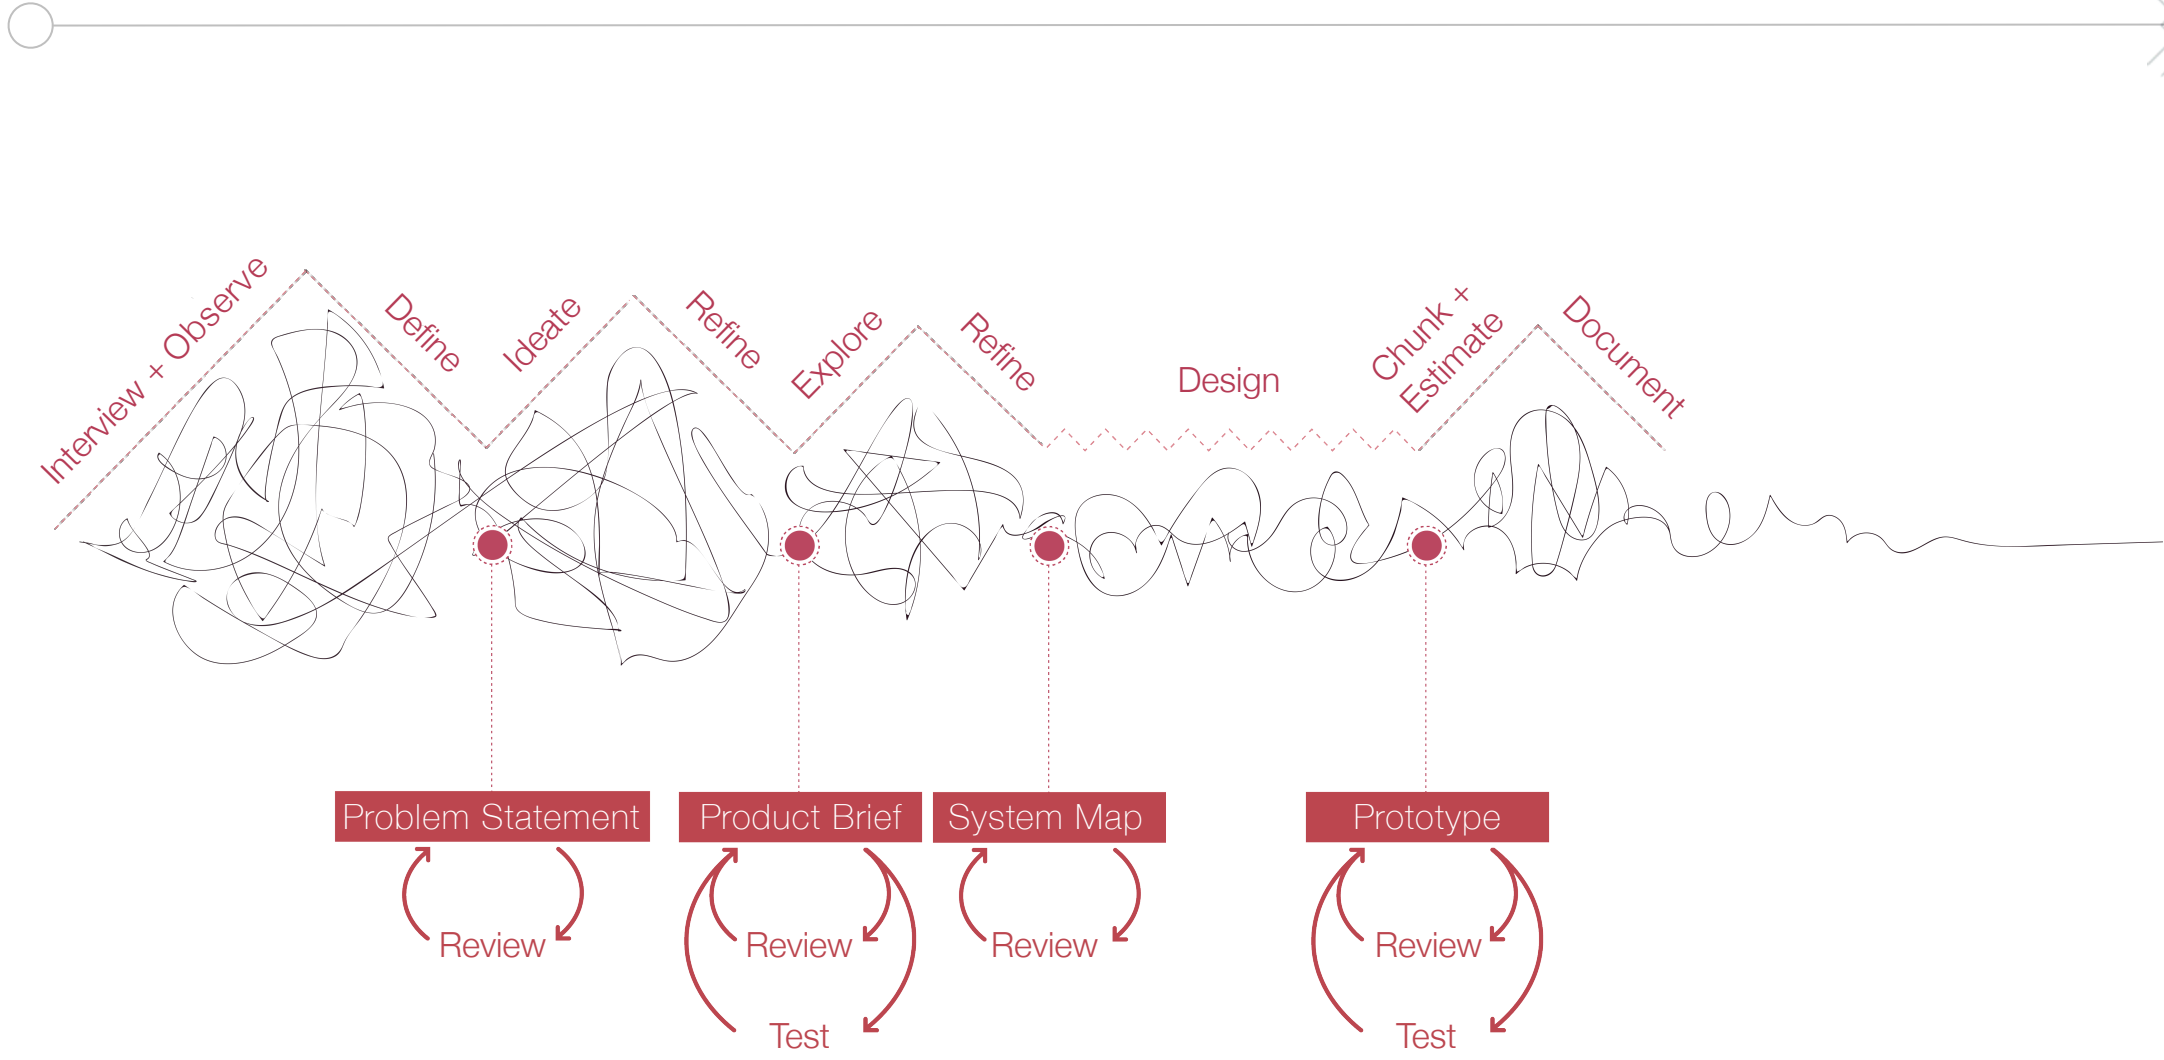 Interview + Observe
Define
Ideate
Refine
Explore
Refine
Design
Chunk +
Estimate
Document
Problem Statement
Product Brief
System Map
Prototype
Review
Review
Review
Review
Test
Test